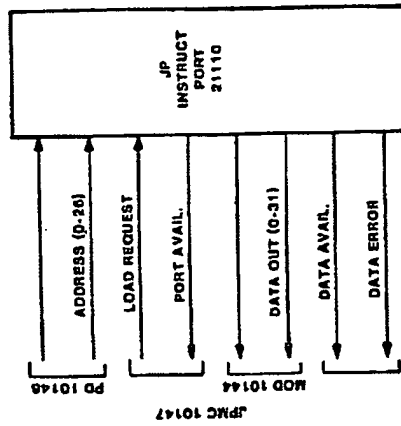 JP
INSTRUCT
PORT
21110
ADDRESS (0-26)
LOAD REQUEST
PORT AVAIL.
DATA OUT (0-31)
DATA AVAIL.
DATA ERROR
PD 10146
MOD 10144
JPMC 10147